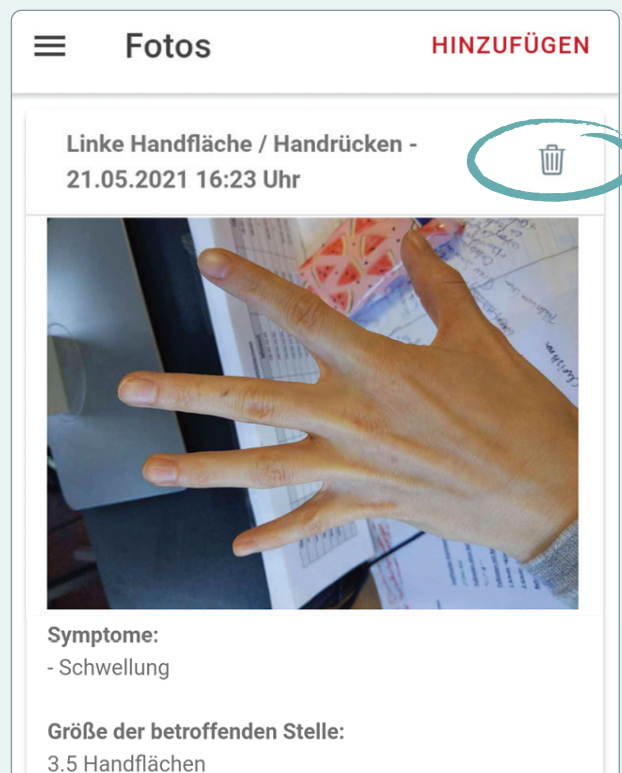 Fotos
HINZUFÜGEN
Linke Handfläche / Handrücken -
21.05.2021 16:23 Uhr
Symptome:
- Schwellung
Größe der betroffenden Stelle:
3.5 Handflächen